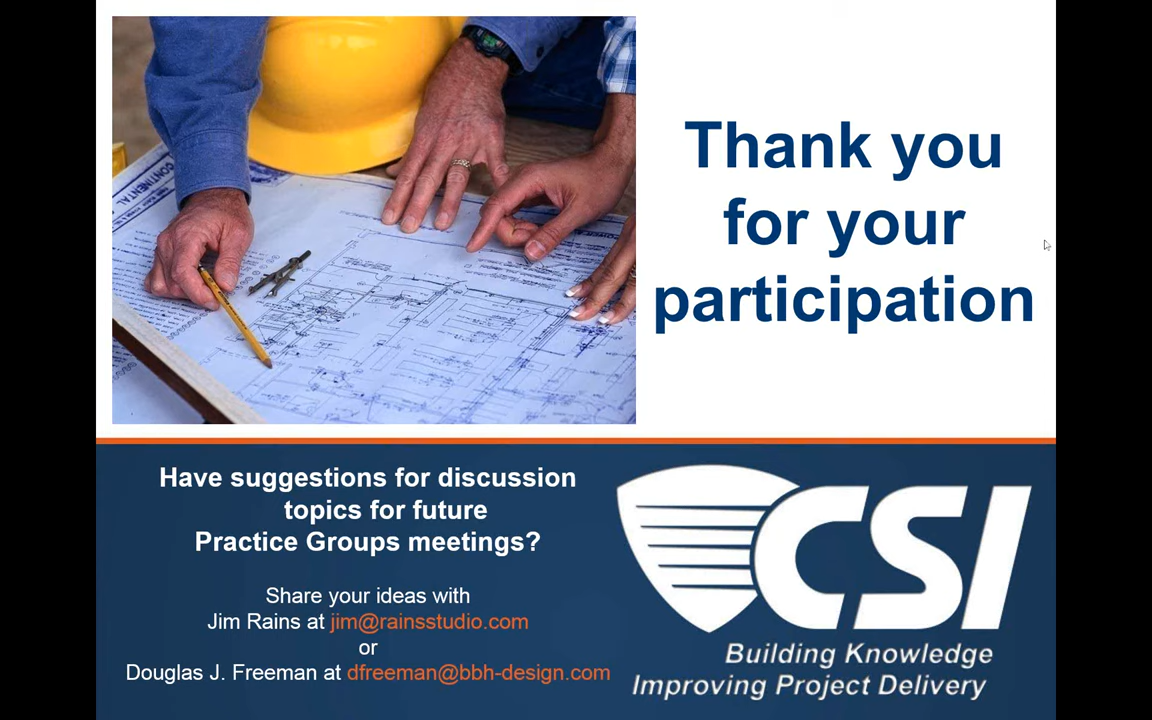 CONTINENTAL
Thank you
for your
participation
Have suggestions for discussion
topics for future
Practice Groups meetings?
Share your ideas with
Jim Rains at jim@rainsstudio.com
or
Douglas J. Freeman at dfreeman@bbh-design.com
CSI
Building Knowledge
Improving Project Delivery